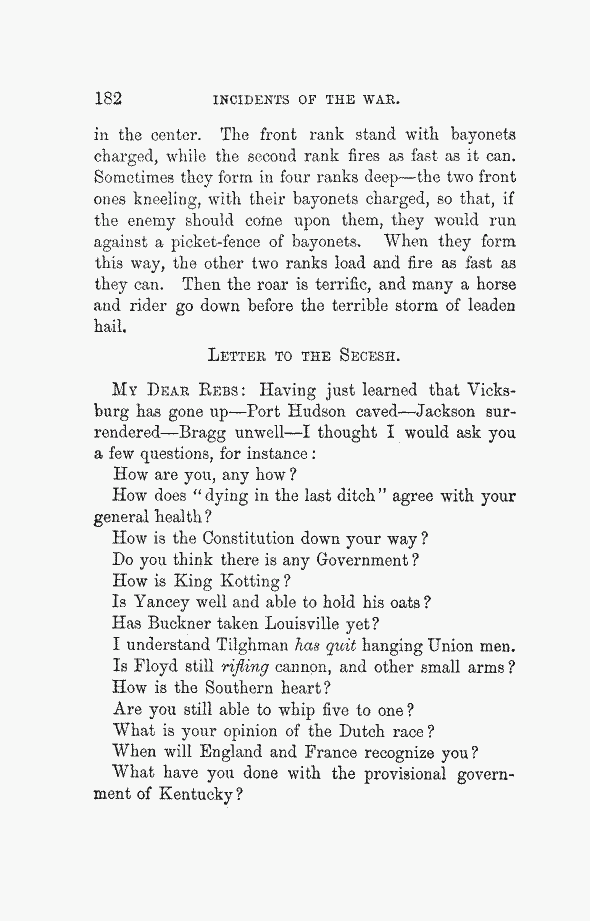 182 INCIDENTS OF THE WAR.
in the center. The front rank stand with bayonets
charged, while the second rank fires as fast as it can.
Sometimes they form in four ranks deep—the two front
ones kneeling, with their bayonets charged, so that, if
the enemy should come upon them, they would run
against a picket-fence of bayonets. When they form
this way, the other two ranks load and fire as fast as
they can. Then the roar is terrific, and many a horse
and rider go down before the terrible storm of leaden
hail.
LETTER TO THE SECESH.
MY DEAR REBS: Having just learned that Vicks-
burg has gone up—Port Hudson caved—Jackson sur-
rendered—Bragg unwell—I thought I would ask you
a few questions, for instance:
How are you, any how?
How does "dying in the last ditch" agree with your
general health?
How is the Constitution down your way?
Do you think there is any Government?
How is King Kotting?
Is Yancey well and able to hold his oats?
Has Buckner taken Louisville yet?
I understand Tilghman has quit hanging Union men.
Is Floyd still rifling cannon, and other small arms?
How is the Southern heart?
Are you still able to whip five to one?
What is your opinion of the Dutch race?
When will England and France recognize you?
What have you done with the provisional govern-
ment of Kentucky?